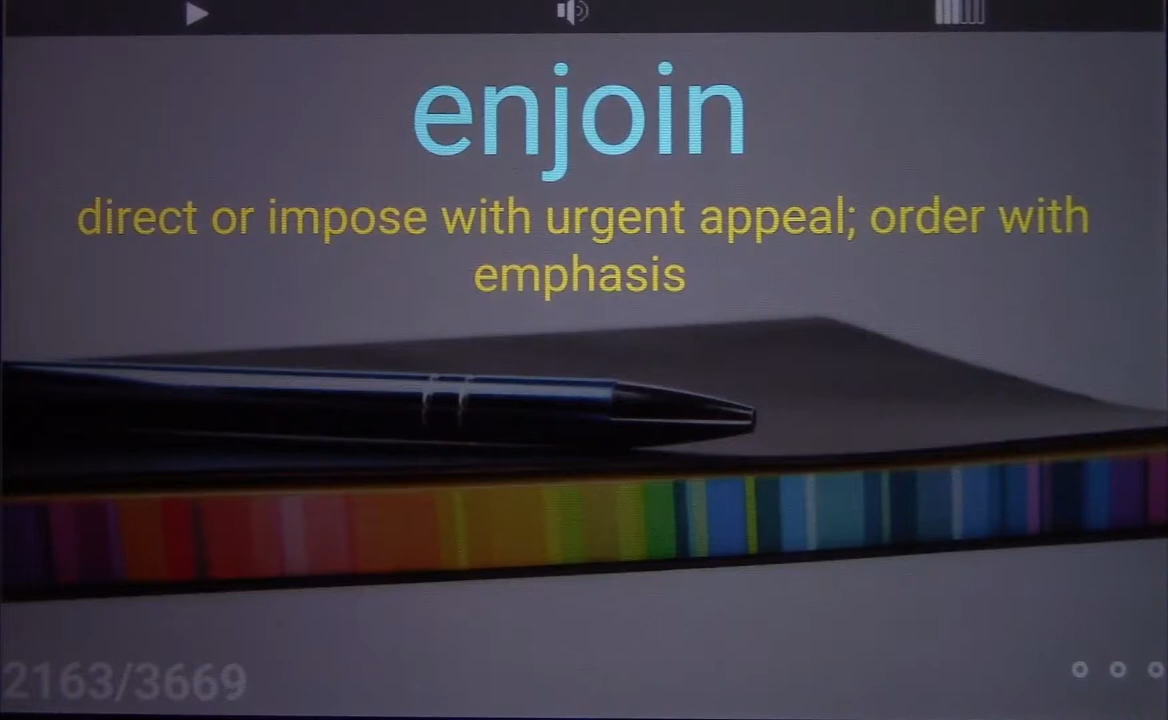 enjoin
direct or impose with urgent appeal; order with
emphasis
2163/3669